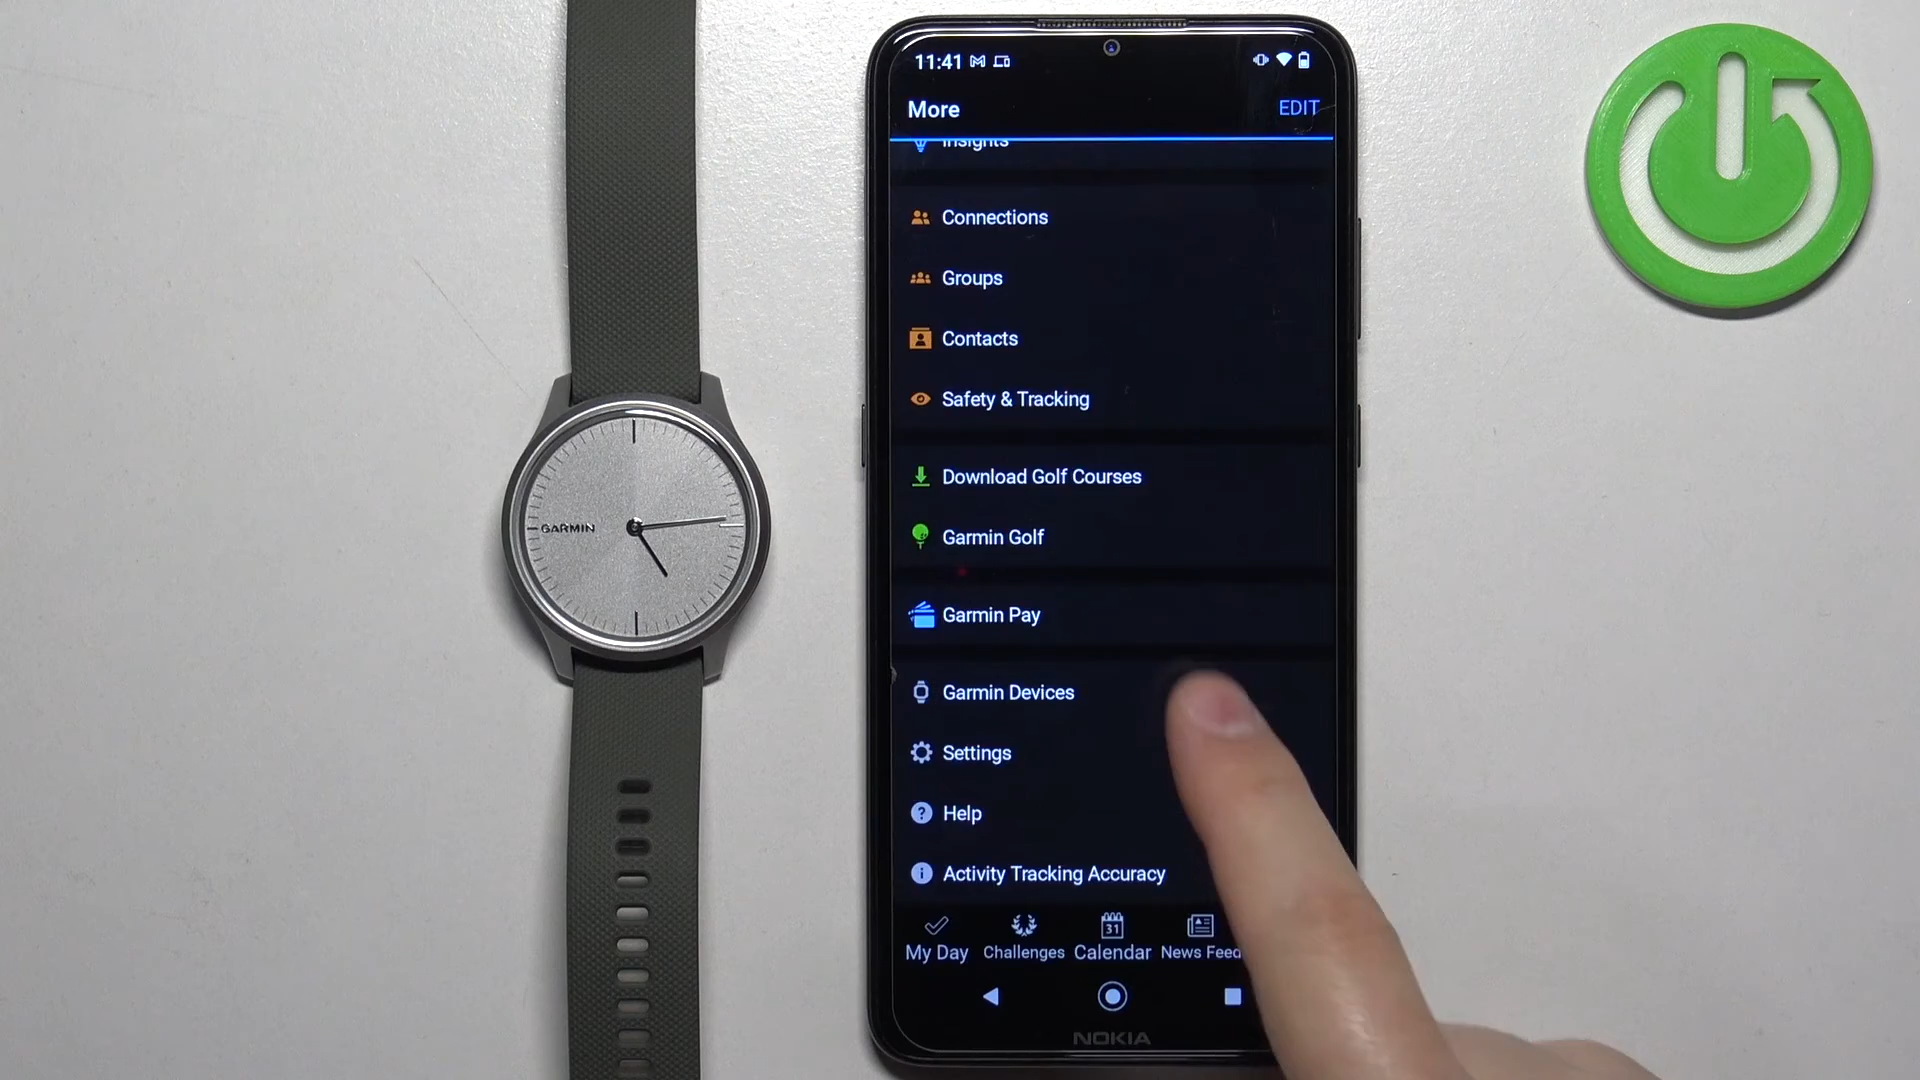 11:41
More
EDIT
Insights
Connections
Groups
Contacts
Safety & Tracking
Download Golf Courses
Garmin Golf
Garmin Pay
Garmin Devices
Settings
Help
Activity Tracking Accuracy
31
My Day
Challenges
Calendar
News Feed
NOKIA
GARMIN